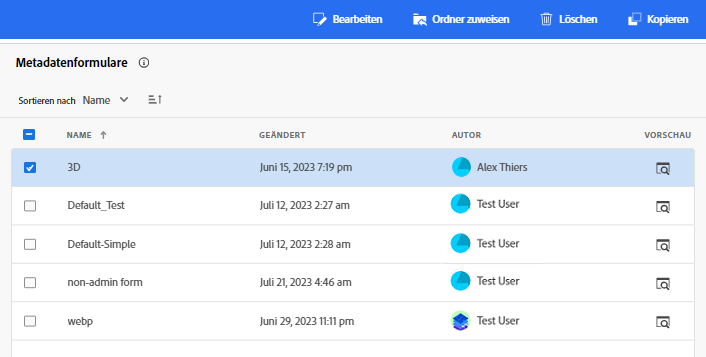 Bearbeiten Ordner zuweisen Löschen Kopieren
Metadatenformulare
Sortieren nach Name
NAME GEÄNDERT AUTOR VORSCHAU
3D Juni 15, 2023 7:19 pm Alex Thiers
Default_Test Juli 12, 2023 2:27 am Test User
Default-Simple Juli 12, 2023 2:28 am Test User
non-admin form Juli 21, 2023 4:46 am Test User
webp Juni 29, 2023 11:11 pm Test User